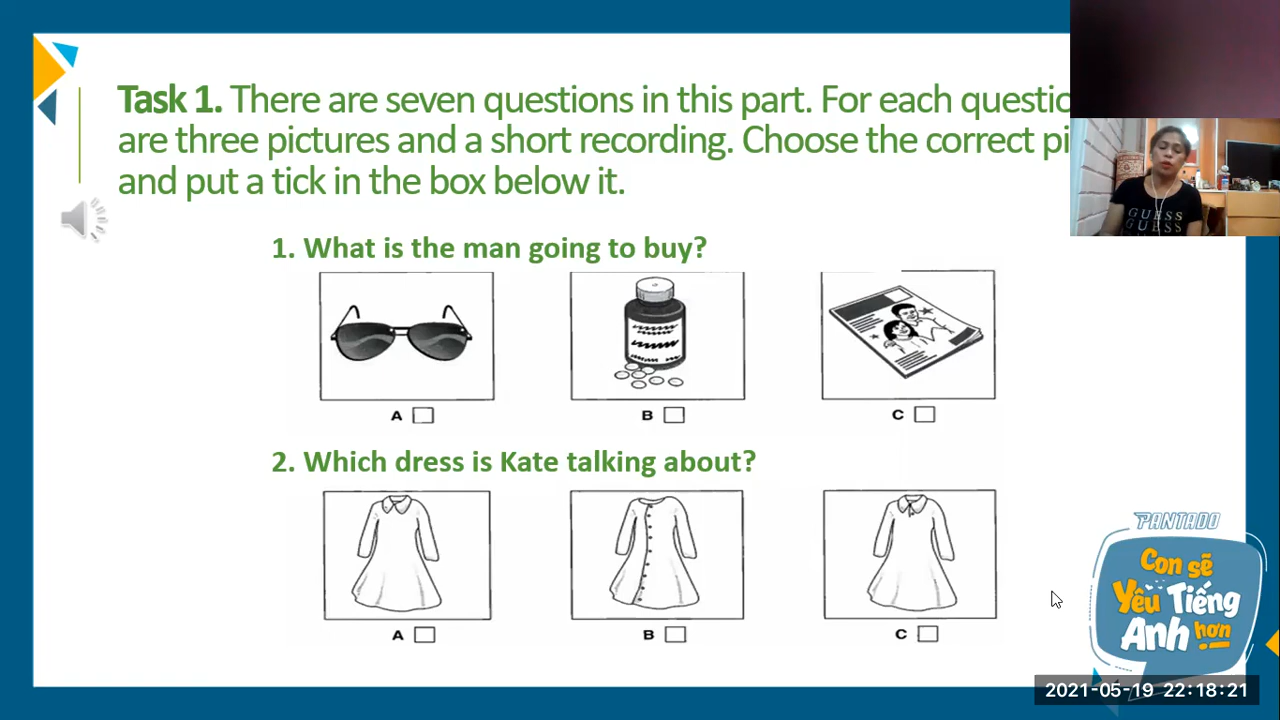 Task 1. There are seven questions in this part. For each questio
are three pictures and a short recording. Choose the correct pi
and put a tick in the box below it.
GUESS
GUESS
1. What is the man going to buy?
A
B
C
2. Which dress is Kate talking about?
A
B
C
PANTADO
Con sẽ
Yêu Tiếng
Anh hơn
2021-05-19 22:18:21